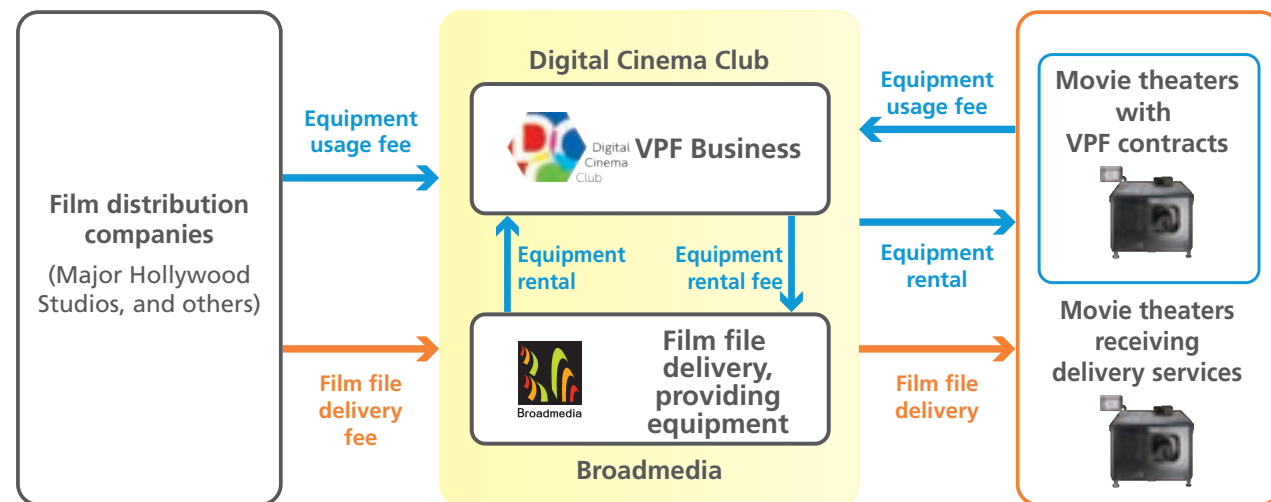 Film distribution
companies
(Major Hollywood
Studios, and others)
Equipment
usage fee
Film file
delivery
fee
Digital Cinema Club
Digital
Cinema
Club
VPF Business
Equipment
rental
Equipment
rental fee
Broadmedia
Film file
delivery,
providing
equipment
Broadmedia
Equipment
usage fee
Equipment
rental
Film file
delivery
Movie theaters
with
VPF contracts
Movie theaters
receiving
delivery services